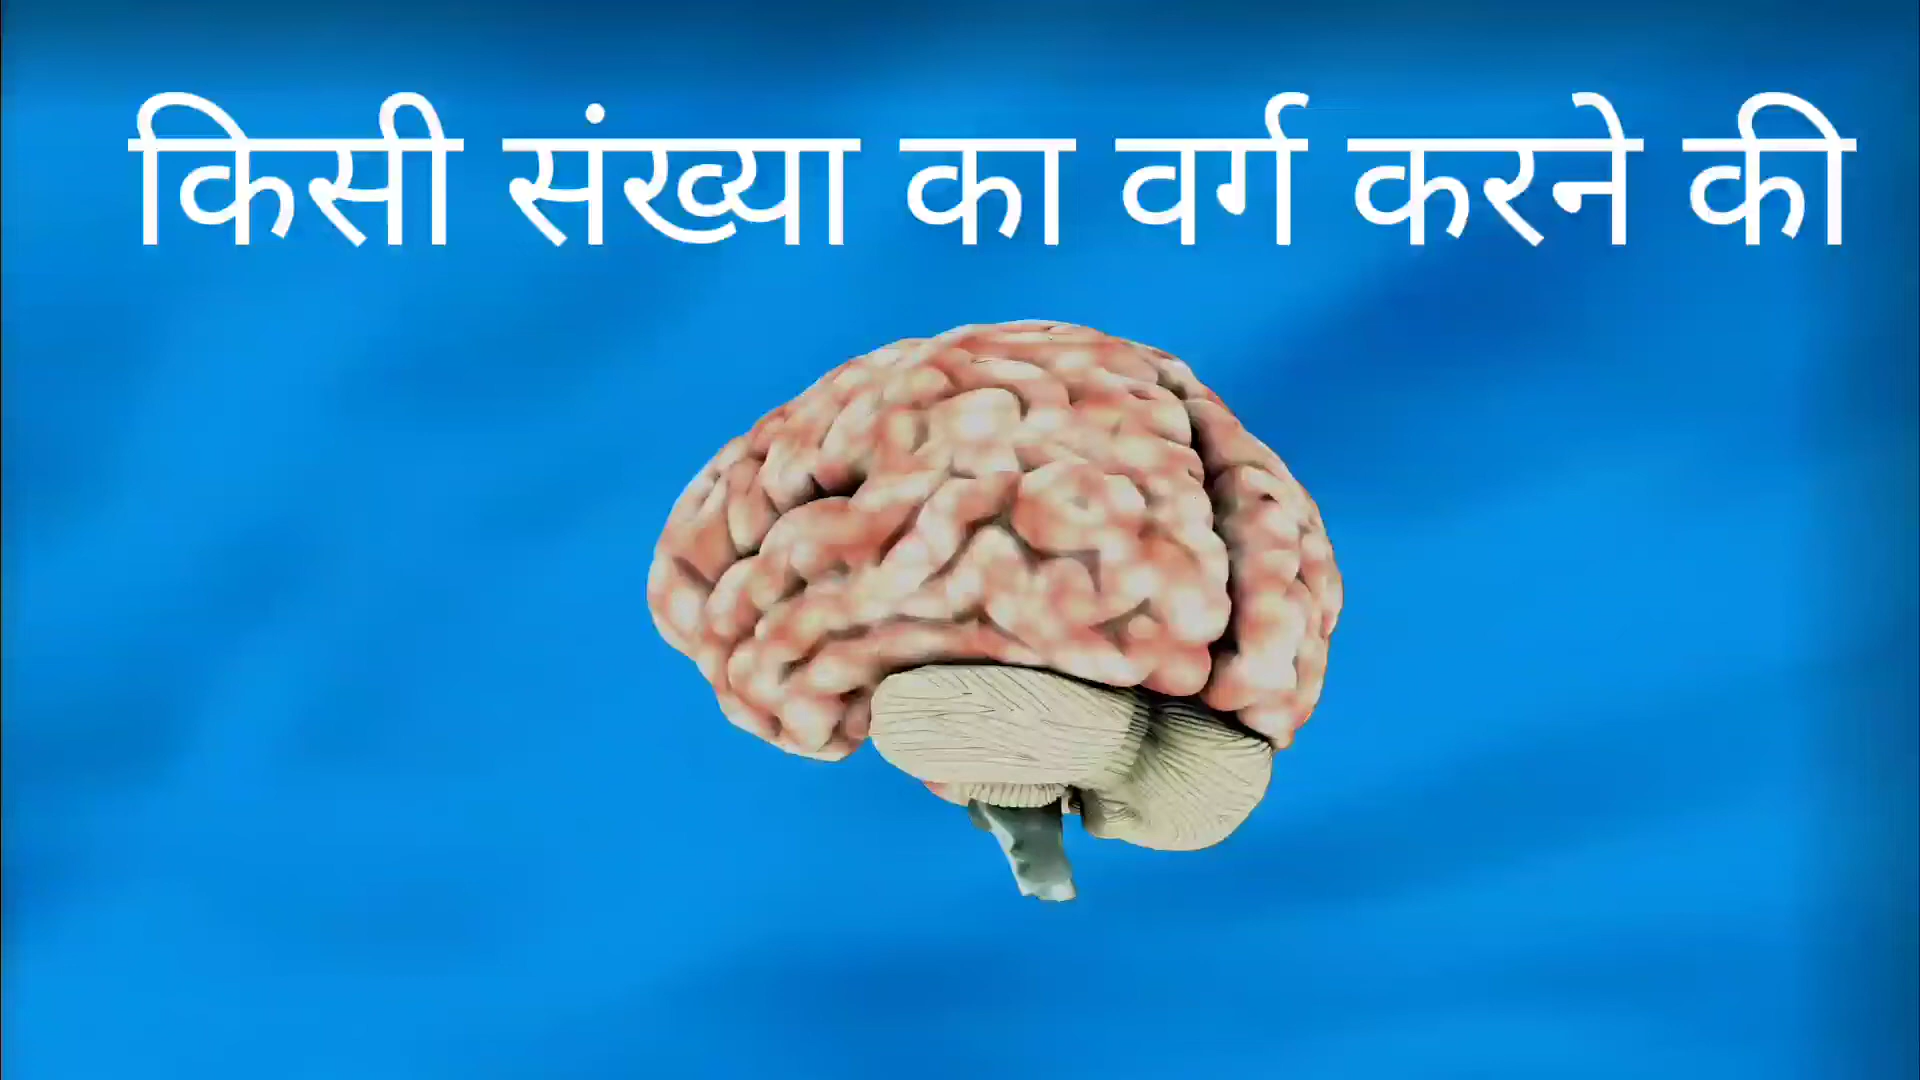 किसी संख्या का वर्ग करने की